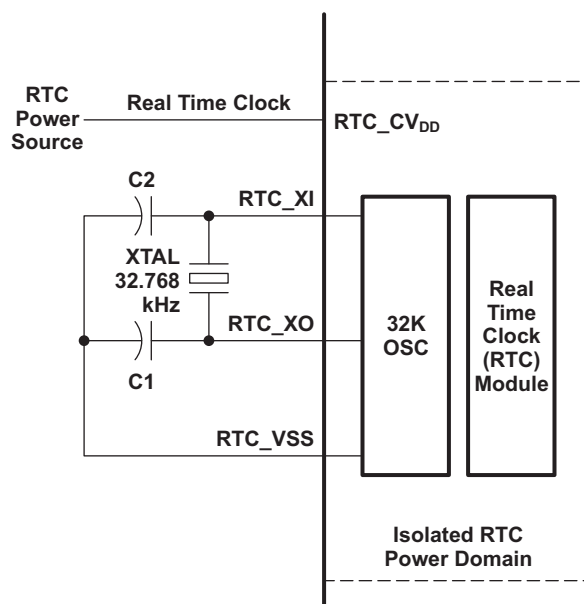 RTC
Power
Source
Real Time Clock
RTC_CVDD
C2
RTC_XI
XTAL
32.768
kHz
RTC_XO
C1
RTC_VSS
32K
OSC
Real
Time
Clock
(RTC)
Module
Isolated RTC
Power Domain